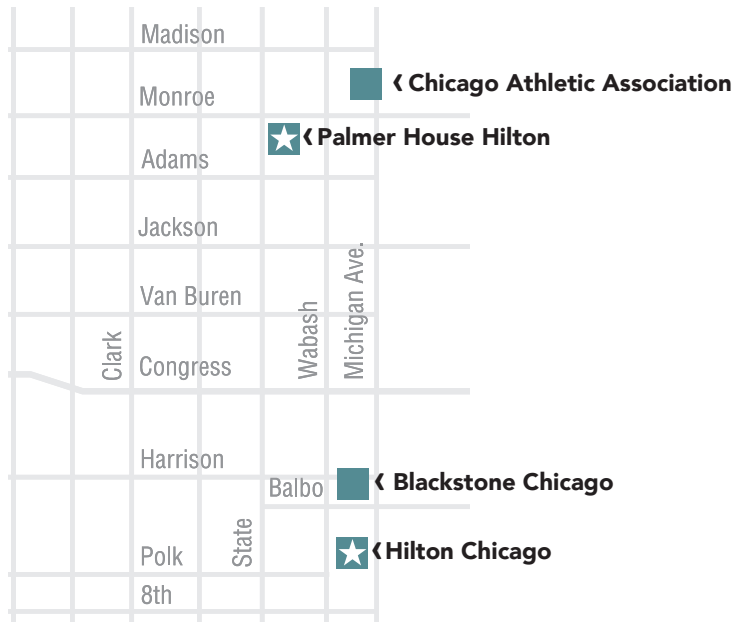 Madison
Chicago Athletic Association
Monroe
Palmer House Hilton
Adams
Jackson
Van Buren
Michigan Ave.
Wabash
Clark
Congress
Harrison
Blackstone Chicago
Balbo
State
Hilton Chicago
Polk
8th